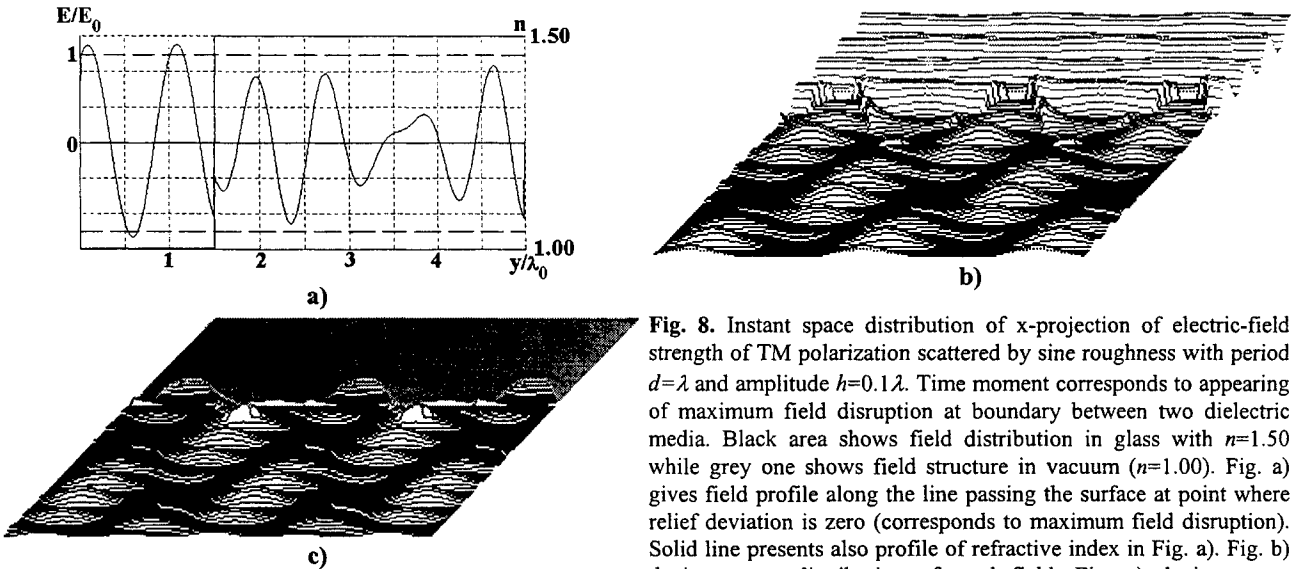 E/E0
n
1.50
1
0
1.00
1
2
3
4
y/λ0
a)
b)
c)
Fig. 8. Instant space distribution of x-projection of electric-field
strength of TM polarization scattered by sine roughness with period
d=λ and amplitude h=0.1λ. Time moment corresponds to appearing
of maximum field disruption at boundary between two dielectric
media. Black area shows field distribution in glass with n=1.50
while grey one shows field structure in vacuum (n=1.00). Fig. a)
gives field profile along the line passing the surface at point where
relief deviation is zero (corresponds to maximum field disruption).
Solid line presents also profile of refractive index in Fig. a). Fig. b)